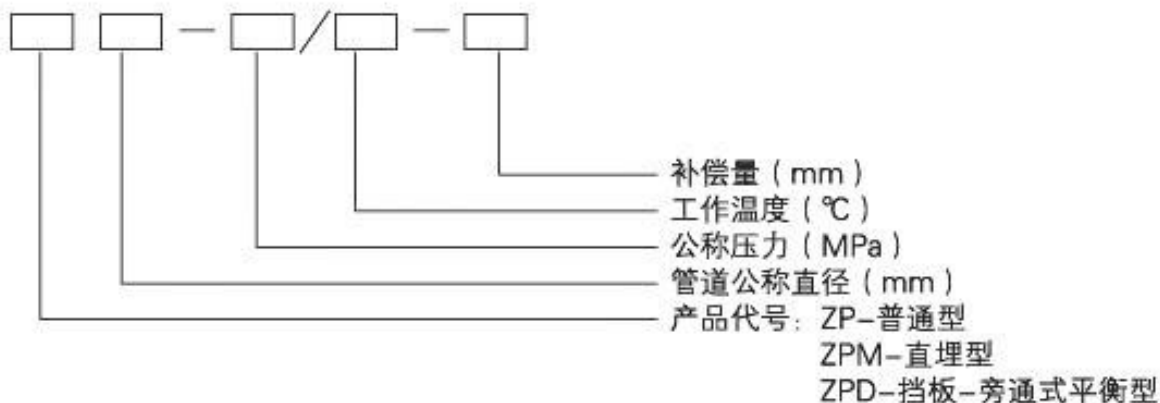 补偿量（mm）
工作温度（℃）
公称压力（MPa）
管道公称直径（mm）
产品代号：ZP-普通型
ZPM-直埋型
ZPD-挡板-旁通式平衡型